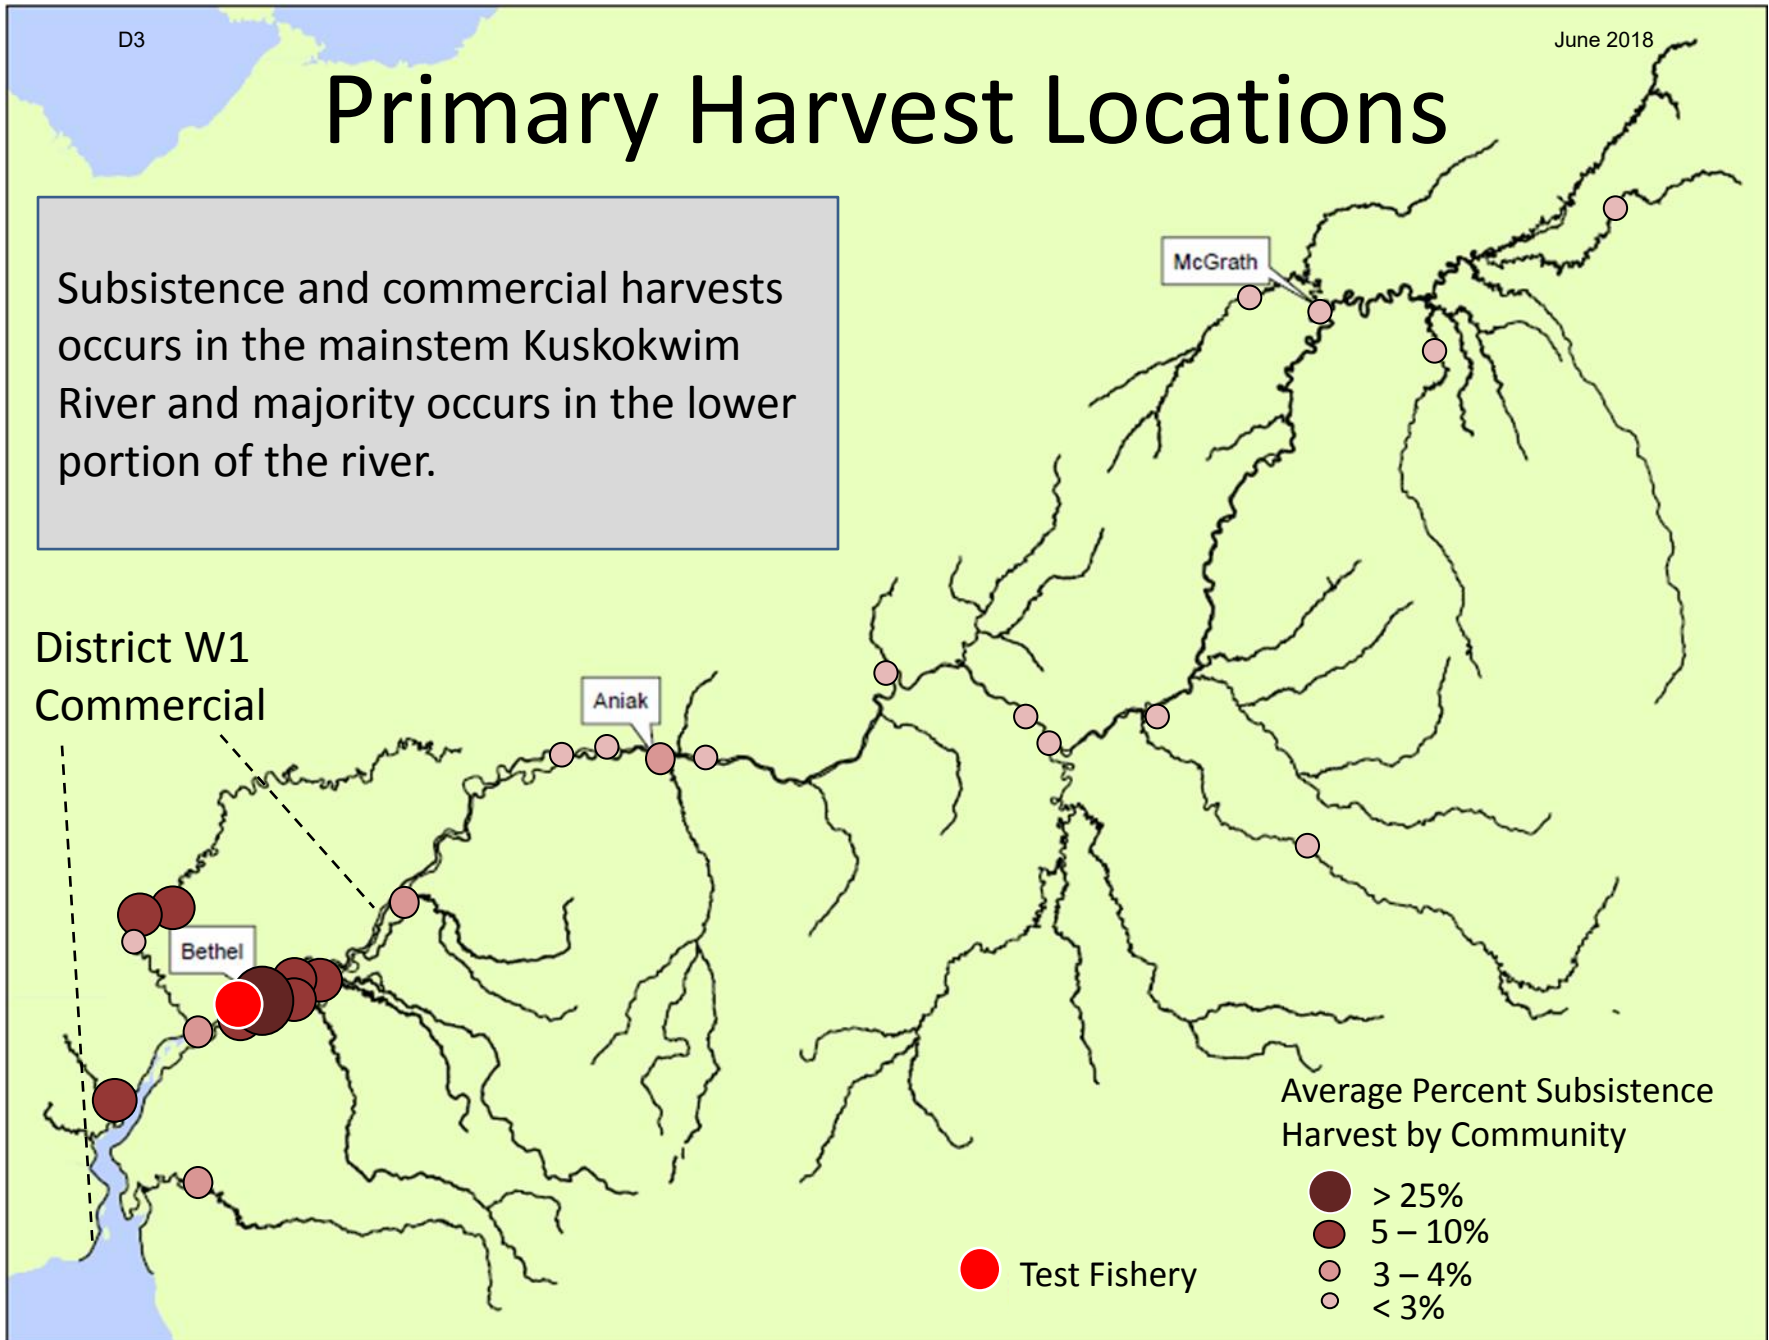 D3
June 2018
Primary Harvest Locations
Subsistence and commercial harvests
occurs in the mainstem Kuskokwim
River and majority occurs in the lower
portion of the river.
McGrath
District W1
Commercial
Aniak
Bethel
Average Percent Subsistence
Harvest by Community
> 25%
5 – 10%
3 – 4%
< 3%
Test Fishery